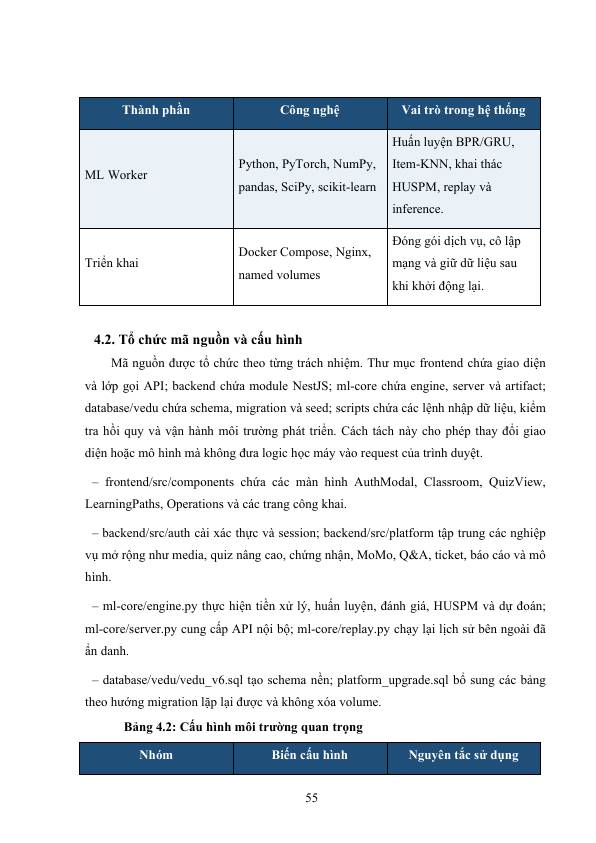 Thành phần Công nghệ Vai trò trong hệ thống
ML Worker
Python, PyTorch, NumPy,
pandas, SciPy, scikit-learn
Huấn luyện BPR/GRU,
Item-KNN, khai thác
HUSPM, replay và
inference.
Triển khai
Docker Compose, Nginx,
named volumes
Đóng gói dịch vụ, cô lập
mạng và giữ dữ liệu sau
khi khởi động lại.
4.2. Tổ chức mã nguồn và cấu hình
Mã nguồn được tổ chức theo từng trách nhiệm. Thư mục frontend chứa giao diện
và lớp gọi API; backend chứa module NestJS; ml-core chứa engine, server và artifact;
database/vedu chứa schema, migration và seed; scripts chứa các lệnh nhập dữ liệu, kiểm
tra hồi quy và vận hành môi trường phát triển. Cách tách này cho phép thay đổi giao
diện hoặc mô hình mà không đưa logic học máy vào request của trình duyệt.
– frontend/src/components chứa các màn hình AuthModal, Classroom, QuizView,
LearningPaths, Operations và các trang công khai.
– backend/src/auth cài xác thực và session; backend/src/platform tập trung các nghiệp
vụ mở rộng như media, quiz nâng cao, chứng nhận, MoMo, Q&A, ticket, báo cáo và mô
hình.
– ml-core/engine.py thực hiện tiền xử lý, huấn luyện, đánh giá, HUSPM và dự đoán;
ml-core/server.py cung cấp API nội bộ; ml-core/replay.py chạy lại lịch sử bên ngoài đã
ẩn danh.
– database/vedu/vedu_v6.sql tạo schema nền; platform_upgrade.sql bổ sung các bảng
theo hướng migration lặp lại được và không xóa volume.
Bảng 4.2: Cấu hình môi trường quan trọng
Nhóm Biến cấu hình Nguyên tắc sử dụng
55